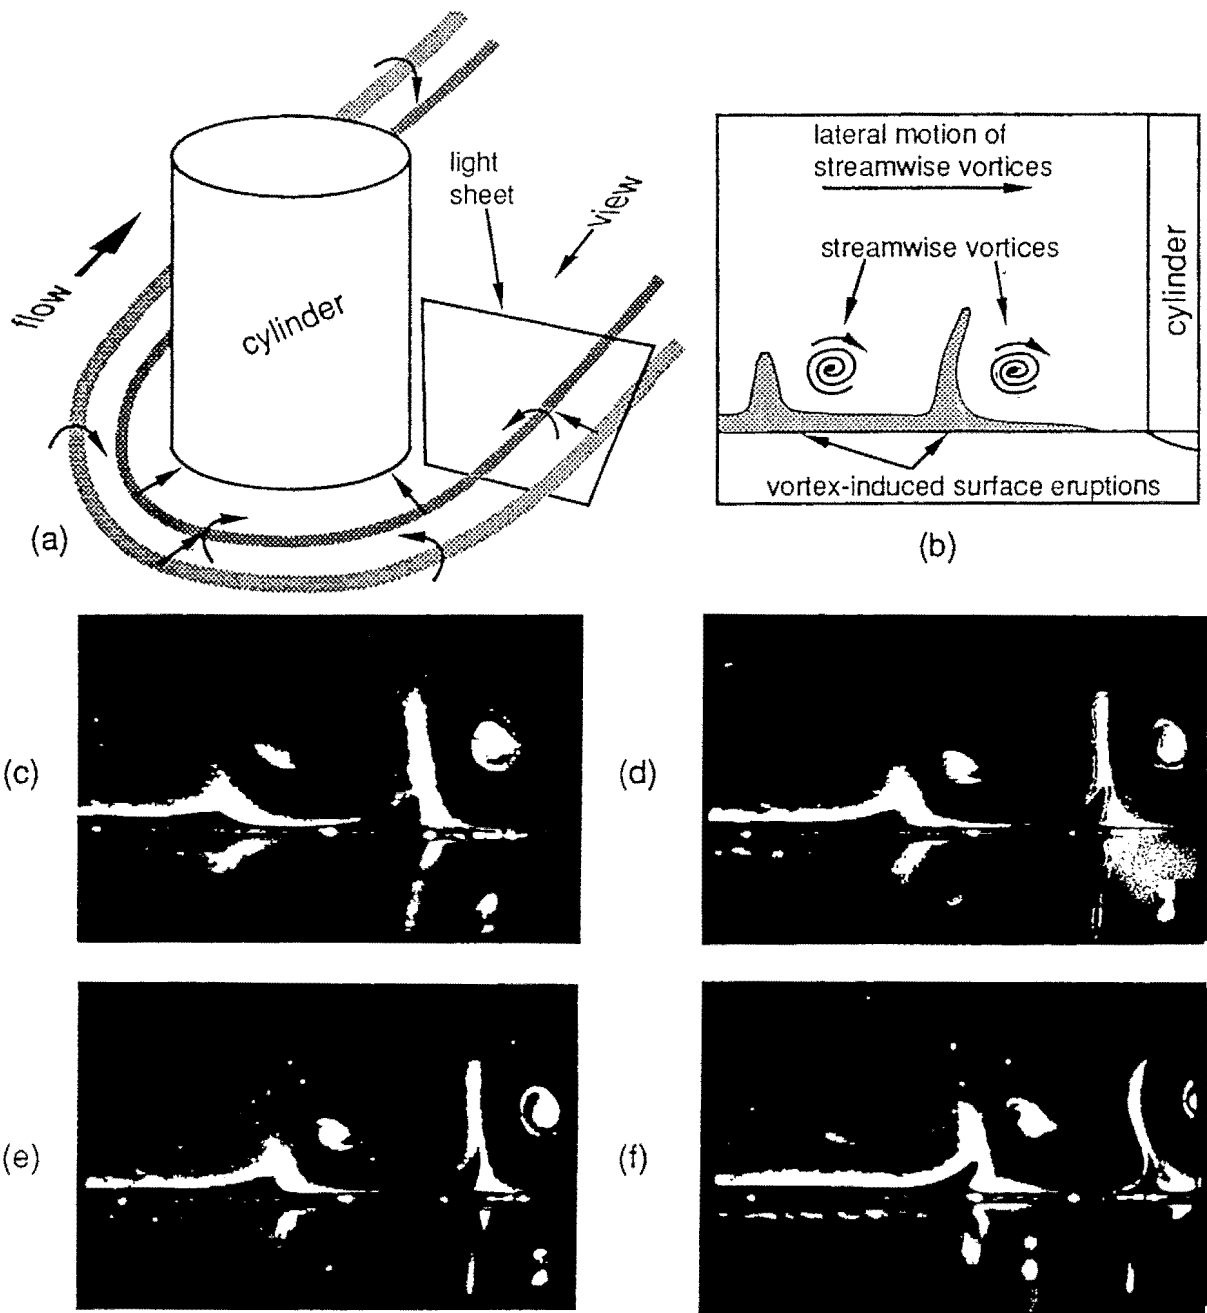 flow
cylinder
light
sheet
view
(a)
lateral motion of
streamwise vortices
streamwise vortices
cylinder
vortex-induced surface eruptions
(b)
(c)
(d)
(e)
(f)